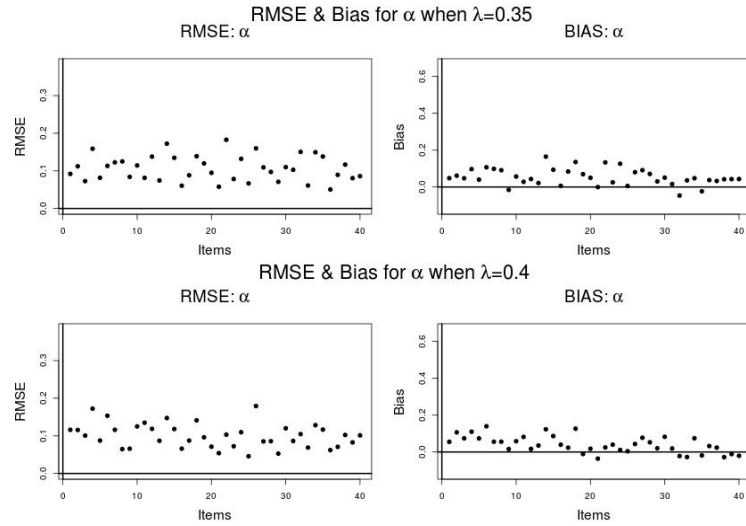 RMSE & Bias for α when λ=0.35
RMSE: α
BIAS: α
RMSE
0.0 0.1 0.2 0.3
0 10 20 30 40
Items
Bias
0.0 0.2 0.4 0.6
0 10 20 30 40
Items
RMSE & Bias for α when λ=0.4
RMSE: α
BIAS: α
RMSE
0.0 0.1 0.2 0.3
0 10 20 30 40
Items
Bias
0.0 0.2 0.4 0.6
0 10 20 30 40
Items